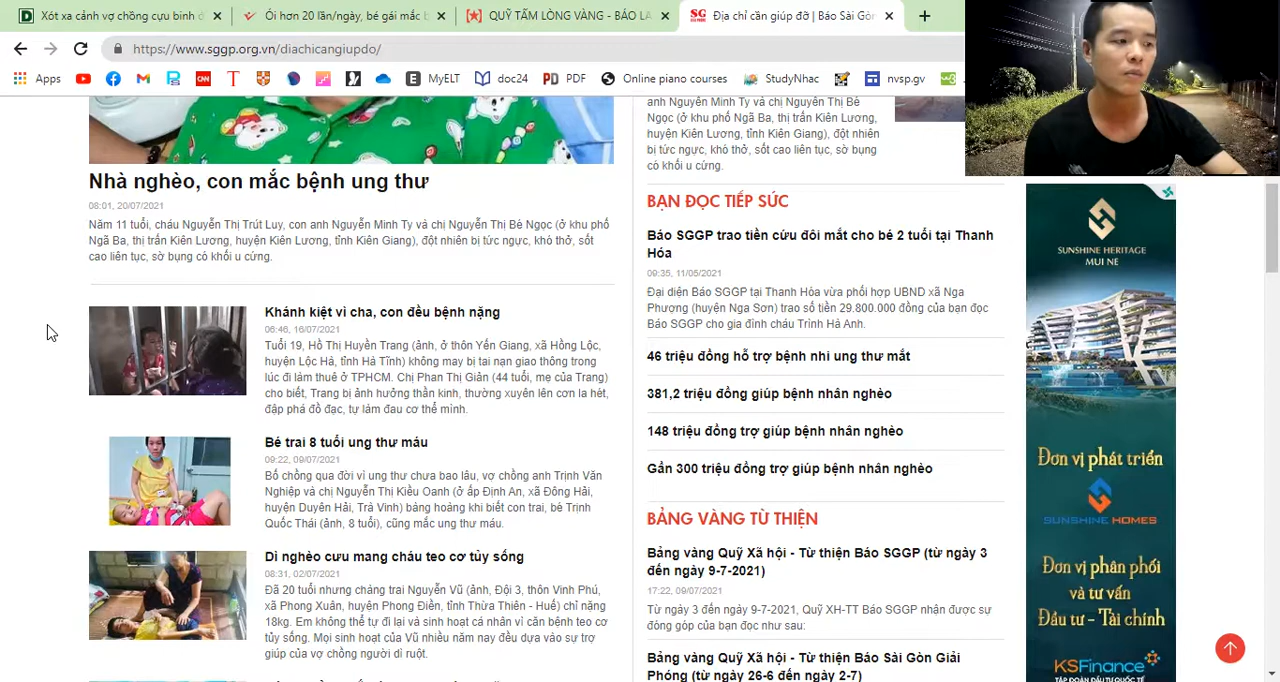 Xót xa cảnh vợ chồng cựu binh ở
Ói hơn 20 lần/ngày, bé gái mắc b
QUỸ TẤM LÒNG VÀNG - BÁO LA
Địa chỉ cần giúp đỡ | Báo Sài Gòn
https://www.sggp.org.vn/diachicangiupdo/
Apps
MyELT
doc24
PDF
Online piano courses
StudyNhac
nvsp.gv
Nhà nghèo, con mắc bệnh ung thư
08:01, 20/07/2021
Năm 11 tuổi, cháu Nguyễn Thị Trút Luy, con anh Nguyễn Minh Ty và chị Nguyễn Thị Bé Ngọc (ở khu phố
Ngã Ba, thị trấn Kiên Lương, huyện Kiên Lương, tỉnh Kiên Giang), đột nhiên bị tức ngực, khó thở, sốt
cao liên tục, sờ bụng có khối u cứng.
Khánh kiệt vì cha, con đều bệnh nặng
06:46, 16/07/2021
Tuổi 19, Hồ Thị Huyền Trang (ảnh, ở thôn Yến Giang, xã Hồng Lộc,
huyện Lộc Hà, tỉnh Hà Tĩnh) không may bị tai nạn giao thông trong
lúc đi làm thuê ở TPHCM. Chị Phan Thị Giãn (44 tuổi, mẹ của Trang)
cho biết, Trang bị ảnh hưởng thần kinh, thường xuyên lên cơn la hét,
đập phá đồ đạc, tự làm đau cơ thể mình.
Bé trai 8 tuổi ung thư máu
09:22, 09/07/2021
Bố chồng qua đời vì ung thư chưa bao lâu, vợ chồng anh Trịnh Văn
Nghiệp và chị Nguyễn Thị Kiều Oanh (ở ấp Định An, xã Đông Hải,
huyện Duyên Hải, Trà Vinh) bàng hoàng khi biết con trai, bé Trịnh
Quốc Thái (ảnh, 8 tuổi), cũng mắc ung thư máu.
Dì nghèo cưu mang cháu teo cơ tủy sống
08:31, 02/07/2021
Đã 20 tuổi nhưng chàng trai Nguyễn Vũ (ảnh, Đội 3, thôn Vinh Phú,
xã Phong Xuân, huyện Phong Điền, tỉnh Thừa Thiên - Huế) chỉ nặng
18kg. Em không thể tự đi lại và sinh hoạt cá nhân vì căn bệnh teo cơ
tủy sống. Mọi sinh hoạt của Vũ nhiều năm nay đều dựa vào sự trợ
giúp của vợ chồng người dì ruột.
anh Nguyễn Minh Ty và chị Nguyễn Thị Bé
Ngọc (ở khu phố Ngã Ba, thị trấn Kiên Lương,
huyện Kiên Lương, tỉnh Kiên Giang), đột nhiên
bị tức ngực, khó thở, sốt cao liên tục, sờ bụng
có khối u cứng.
BẠN ĐỌC TIẾP SỨC
Báo SGGP trao tiền cứu đôi mắt cho bé 2 tuổi tại Thanh
Hóa
09:35, 11/05/2021
Đại diện Báo SGGP tại Thanh Hóa vừa phối hợp UBND xã Nga
Phượng (huyện Nga Sơn) trao số tiền 29.800.000 đồng của bạn đọc
Báo SGGP cho gia đình cháu Trình Hà Anh.
46 triệu đồng hỗ trợ bệnh nhi ung thư mắt
381,2 triệu đồng giúp bệnh nhân nghèo
148 triệu đồng trợ giúp bệnh nhân nghèo
Gần 300 triệu đồng trợ giúp bệnh nhân nghèo
BẢNG VÀNG TỪ THIỆN
Bảng vàng Quỹ Xã hội - Từ thiện Báo SGGP (từ ngày 3
đến ngày 9-7-2021)
17:22, 09/07/2021
Từ ngày 3 đến ngày 9-7-2021, Quỹ XH-TT Báo SGGP nhận được sự
đóng góp của bạn đọc như sau:
Bảng vàng Quỹ Xã hội - Từ thiện Báo Sài Gòn Giải
Phóng (từ ngày 26-6 đến ngày 2-7)
SUNSHINE HERITAGE
MUI NE
Đơn vị phát triển
SUNSHINE HOMES
Đơn vị phân phối
và tư vấn
Đầu tư - Tài chính
KSFinance
TẬP ĐOÀN ĐẦU TƯ QUỐC TẾ